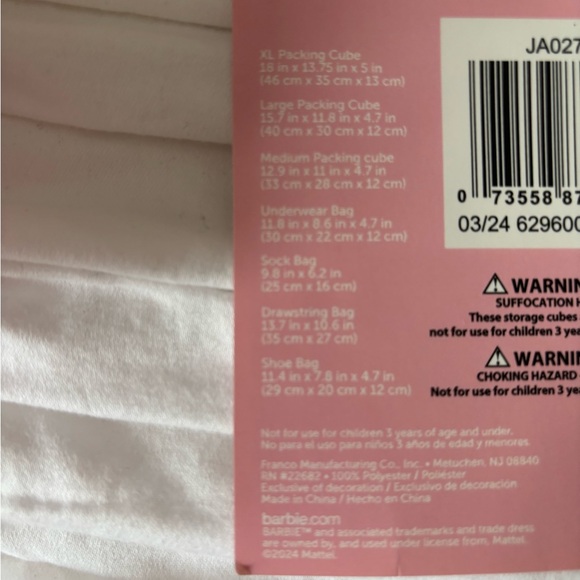 XL Packing Cube
18 in x 13.75 in x 5 in
(46 cm x 35 cm x 13 cm)
Large Packing Cube
15.7 in x 11.8 in x 4.7 in
(40 cm x 30 cm x 12 cm)
Medium Packing cube
12.9 in x 11 in x 4.7 in
(33 cm x 28 cm x 12 cm)
Underwear Bag
11.8 in x 8.6 in x 4.7 in
(30 cm x 22 cm x 12 cm)
Sock Bag
9.8 in x 6.2 in
(25 cm x 16 cm)
Drawstring Bag
13.7 in x 10.6 in
(35 cm x 27 cm)
Shoe Bag
11.4 in x 7.8 in x 4.7 in
(29 cm x 20 cm x 12 cm)
JA027
0 73558 87
03/24 629600
⚠ WARNIN
SUFFOCATION H
These storage cubes
not for use for children 3 yea
⚠ WARNIN
CHOKING HAZARD
Not for use for children 3 yea
Not for use for children 3 years of age and under.
No para el uso para niños 3 años de edad y menores
Franco Manufacturing Co., Inc. • Metuchen, NJ 08840
RN #22682 • 100% Polyester / Poliéster
Exclusive of decoration / Exclusivo de decoración
Made in China / Hecho en China
barbie.com
BARBIE™ and associated trademarks and trade dress
are owned by, and used under license from, Mattel.
©2024 Mattel.